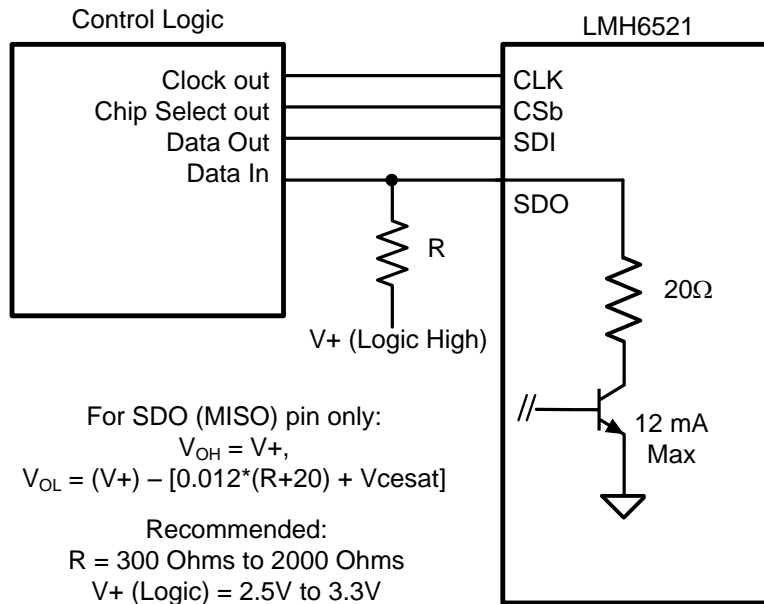 Control Logic
LMH6521
Clock out
Chip Select out
Data Out
Data In
CLK
CSb
SDI
SDO
R
V+ (Logic High)
20Ω
12 mA
Max
For SDO (MISO) pin only:
VOH = V+,
VOL = (V+) – [0.012*(R+20) + Vcesat]
Recommended:
R = 300 Ohms to 2000 Ohms
V+ (Logic) = 2.5V to 3.3V